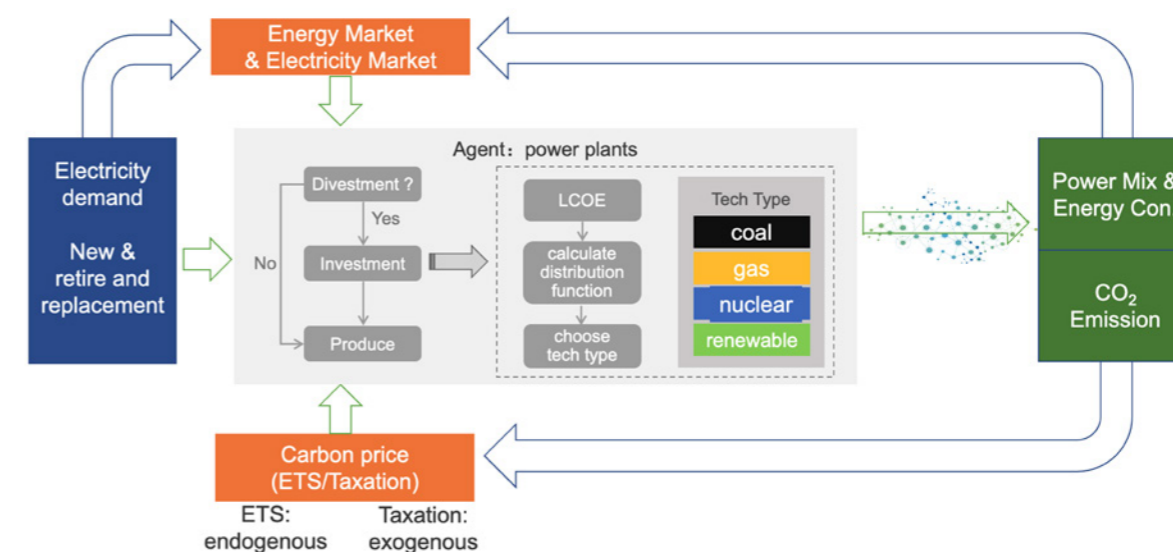 Energy Market
& Electricity Market
Electricity
demand
New &
retire and
replacement
Agent: power plants
Divestment ?
Yes
No
Investment
Produce
LCOE
calculate
distribution
function
choose
tech type
Tech Type
coal
gas
nuclear
renewable
Power Mix &
Energy Con
CO₂
Emission
Carbon price
(ETS/Taxation)
ETS:
endogenous
Taxation:
exogenous